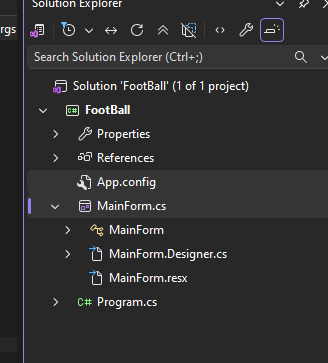 Solution Explorer
rgs
Search Solution Explorer (Ctrl+;)
Solution 'FootBall' (1 of 1 project)
C# FootBall
Properties
References
App.config
MainForm.cs
MainForm
MainForm.Designer.cs
MainForm.resx
C# Program.cs